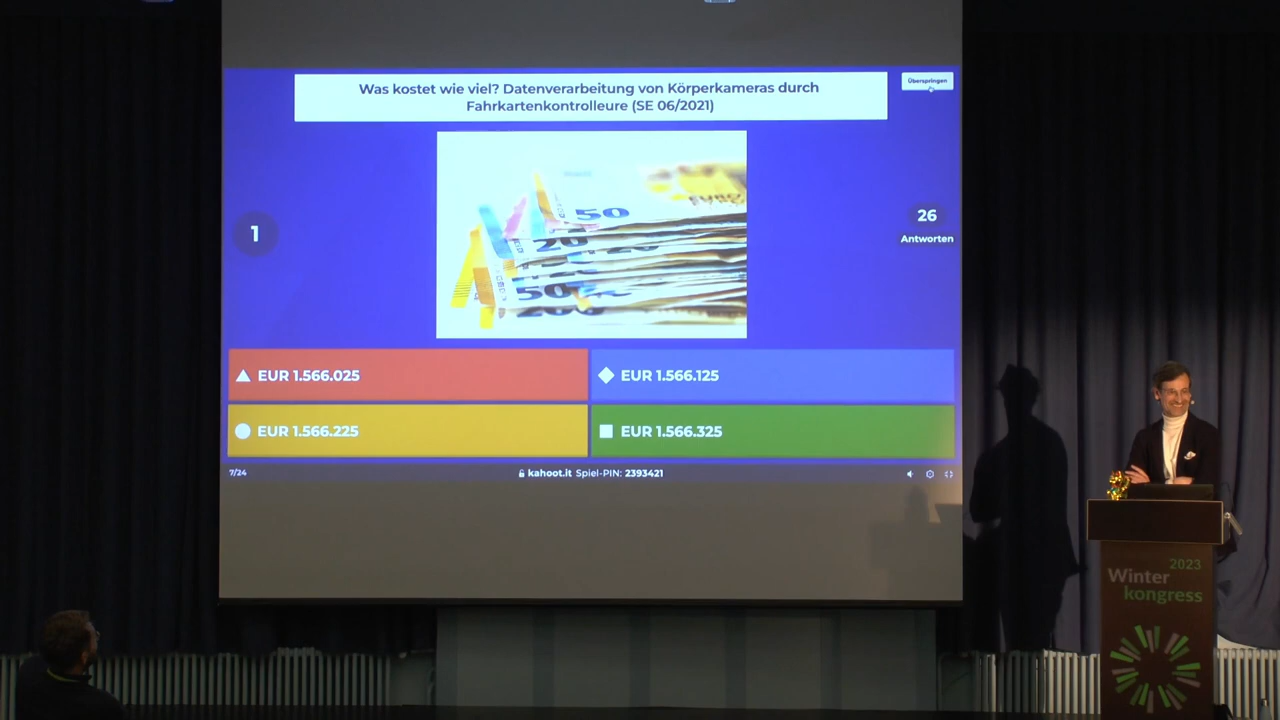 Was kostet wie viel? Datenverarbeitung von Körperkameras durch
Fahrkartenkontrolleure (SE 06/2021)
Überspringen
1
50
20
50
200
26
Antworten
EUR 1.566.025
EUR 1.566.125
EUR 1.566.225
EUR 1.566.325
7/24
kahoot.it Spiel-PIN: 2393421
2023
Winter
kongress